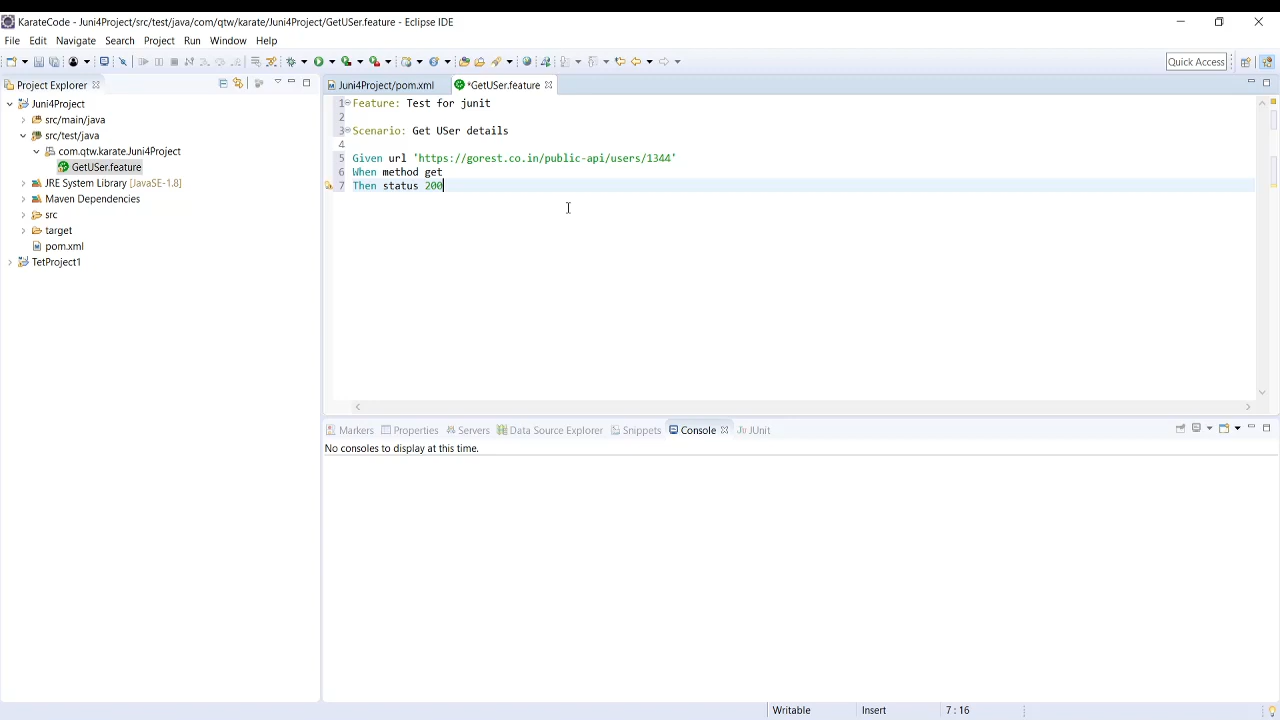 KarateCode - Juni4Project/src/test/java/com/qtw/karate/Juni4Project/GetUSer.feature - Eclipse IDE
File Edit Navigate Search Project Run Window Help
Quick Access
Project Explorer
Juni4Project
src/main/java
src/test/java
com.qtw.karate.Juni4Project
GetUSer.feature
JRE System Library [JavaSE-1.8]
Maven Dependencies
src
target
pom.xml
TetProject1
Juni4Project/pom.xml *GetUSer.feature
1 Feature: Test for junit
2
3 Scenario: Get USer details
4
5 Given url 'https://gorest.co.in/public-api/users/1344'
6 When method get
7 Then status 200
Markers Properties Servers Data Source Explorer Snippets Console JUnit
No consoles to display at this time.
Writable Insert 7 : 16